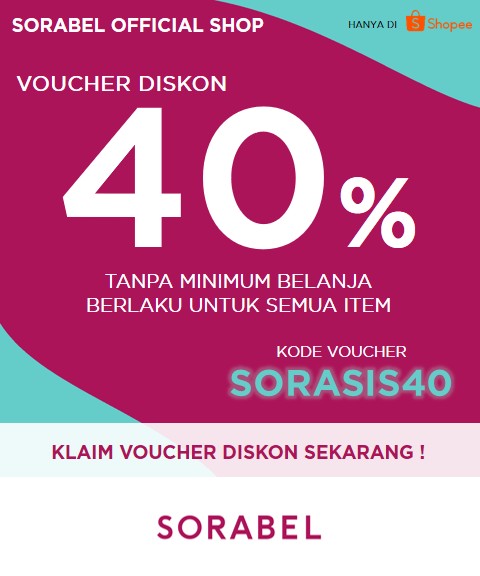 SORABEL OFFICIAL SHOP
HANYA DI Shopee
VOUCHER DISKON
40%
TANPA MINIMUM BELANJA
BERLAKU UNTUK SEMUA ITEM
KODE VOUCHER
SORASIS40
KLAIM VOUCHER DISKON SEKARANG !
SORABEL